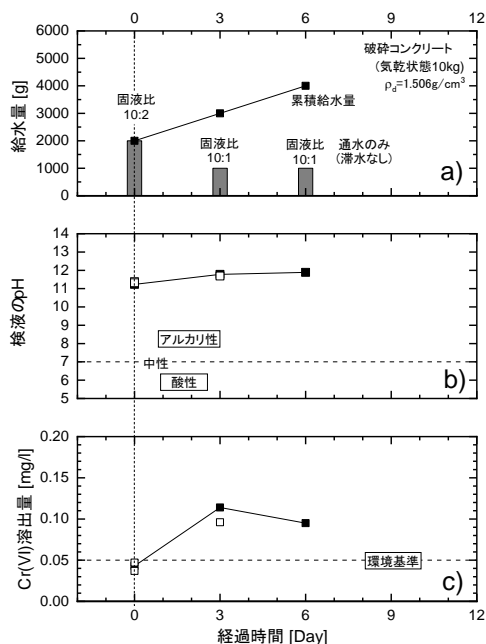 0 3 6 9 12
6000
5000
4000
3000
2000
1000
0
給水量 [g]
破砕コンクリート
(気乾状態10kg)
ρd=1.506g/cm³
固液比
10:2
累積給水量
固液比
10:1
固液比
10:1
通水のみ
(滞水なし)
a)
14
13
12
11
10
9
8
7
6
5
検液のpH
アルカリ性
中性
酸性
b)
0.20
0.15
0.10
0.05
0.00
Cr(VI)溶出量 [mg/l]
環境基準
c)
0 3 6 9 12
経過時間 [Day]